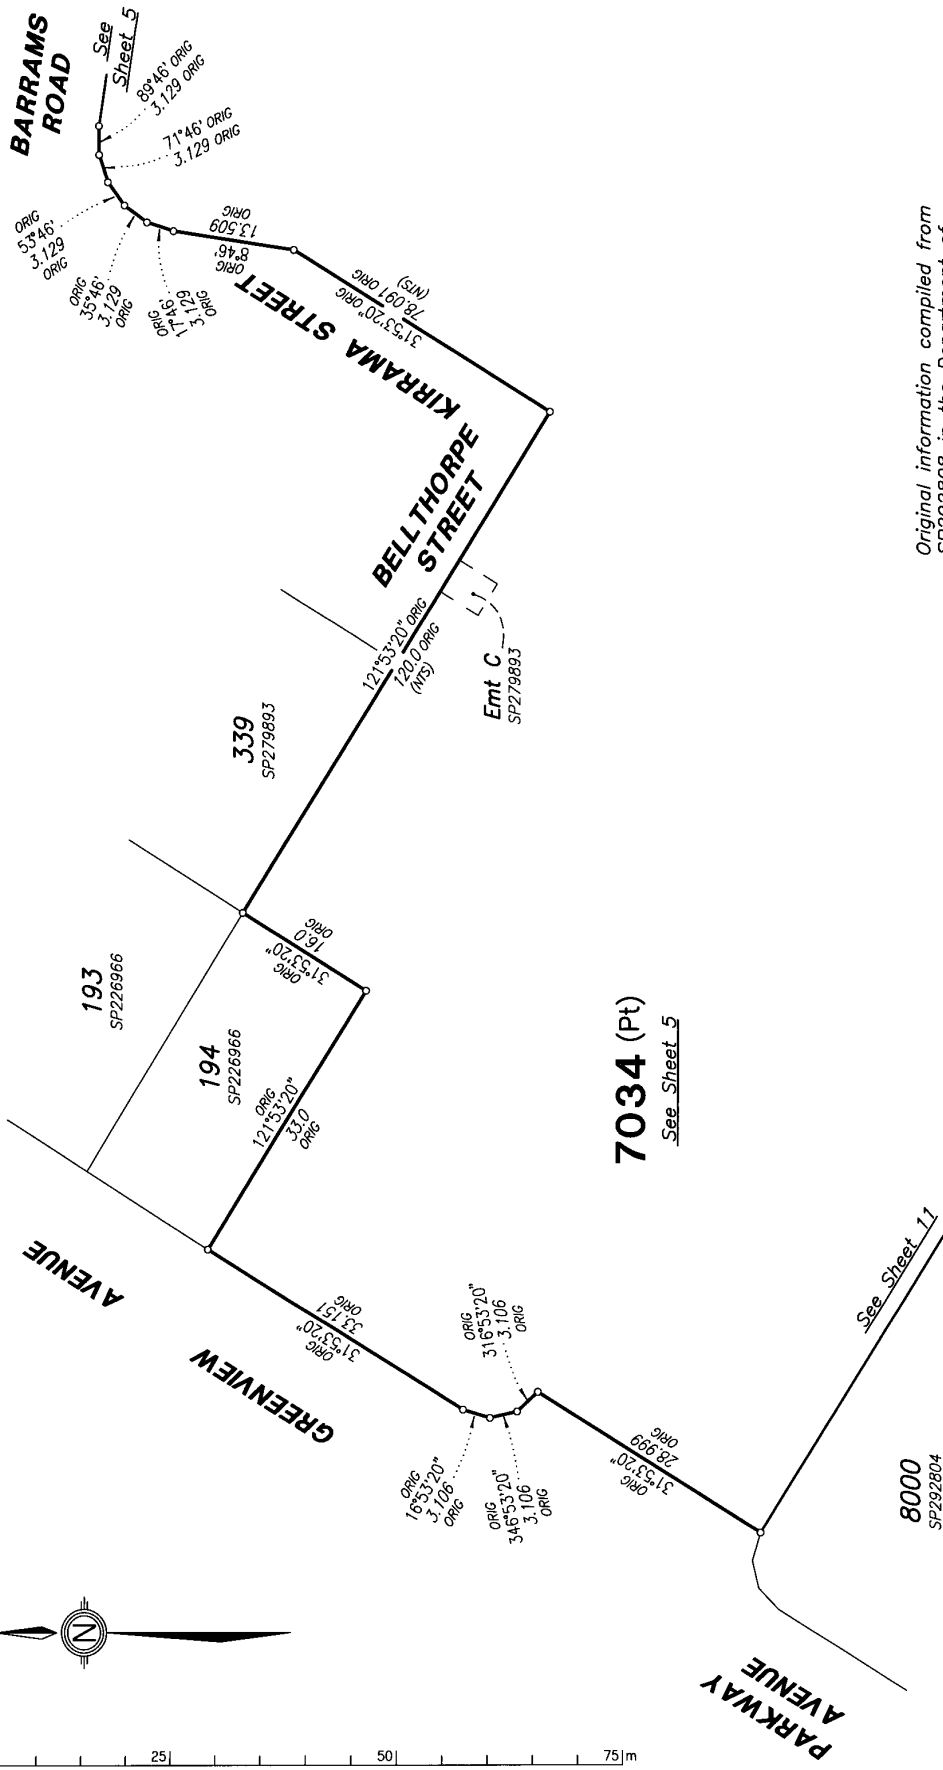 BARRAMS
ROAD
See
Sheet 5
89°46' ORIG
3.129 ORIG
71°46' ORIG
3.129 ORIG
ORIG
53°46'
3.129
ORIG
ORIG
35°46'
3.129
ORIG
ORIG
17°46'
3.129
ORIG
ORIG
8°46'
13.509
ORIG
KIRRAMA STREET
ORIG
31°53'20"
78.091 ORIG
(NTS)
BELLTHORPE
STREET
121°53'20" ORIG
120.0 ORIG
(NTS)
Emt C
SP279893
339
SP279893
193
SP226966
194
SP226966
ORIG
31°53'20"
16.0
ORIG
ORIG
121°53'20"
33.0
ORIG
7034 (Pt)
See Sheet 5
GREENVIEW AVENUE
ORIG
31°53'20"
33.151
ORIG
ORIG
316°53'20"
3.106
ORIG
ORIG
16°53'20"
3.106
ORIG
ORIG
346°53'20"
3.106
ORIG
ORIG
31°53'20"
28.999
ORIG
See Sheet 11
8000
SP292804
PARKWAY
AVENUE
N
25
50
75 m
Original information compiled from